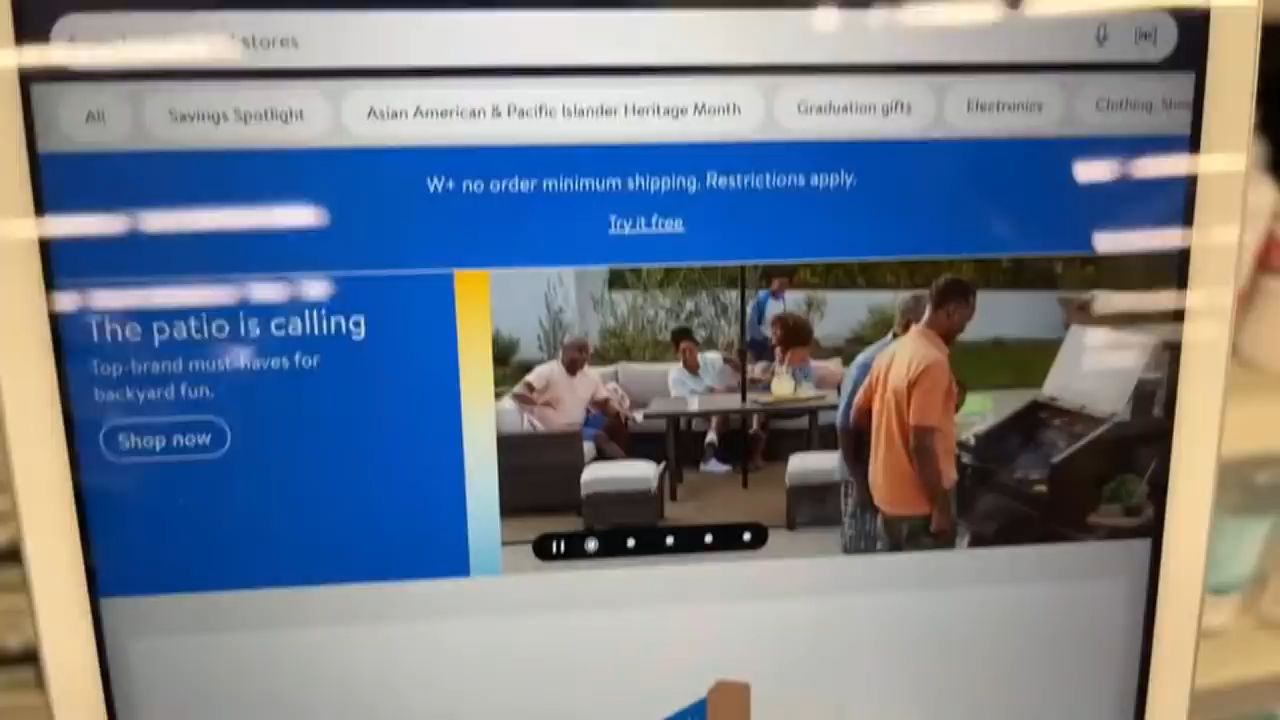 stores
All
Savings Spotlight
Asian American & Pacific Islander Heritage Month
Graduation gifts
Electronics
Clothing,
W+ no order minimum shipping. Restrictions apply.
Try it free
The patio is calling
Top-brand must-haves for
backyard fun.
Shop now